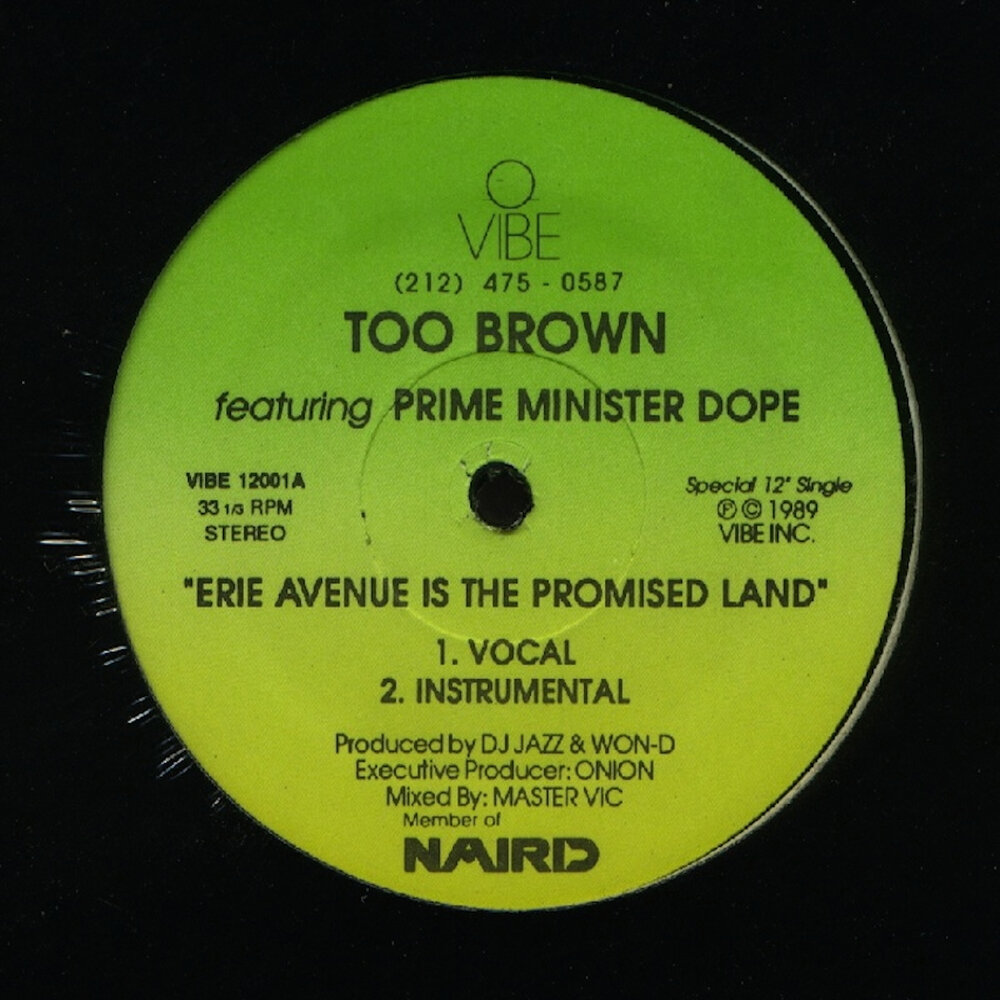 VIBE
(212) 475 - 0587
TOO BROWN
featuring PRIME MINISTER DOPE
VIBE 12001A
33 1/3 RPM
STEREO
Special 12" Single
Ⓟ © 1989
VIBE INC.
"ERIE AVENUE IS THE PROMISED LAND"
1. VOCAL
2. INSTRUMENTAL
Produced by DJ JAZZ & WON-D
Executive Producer: ONION
Mixed By: MASTER VIC
Member of
NAIRD